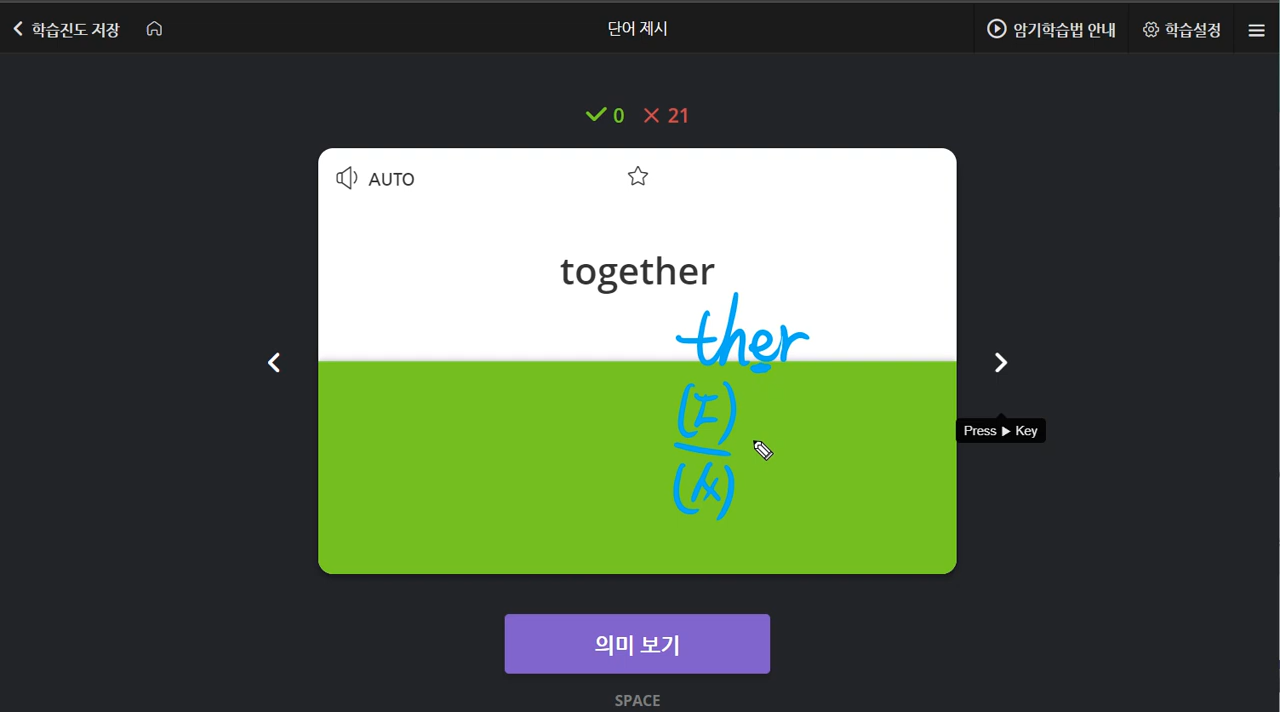 학습진도 저장
단어 제시
암기학습법 안내
학습설정
0 21
AUTO
together
ther
(ㄷ)
(ㅆ)
Press ▶ Key
의미 보기
SPACE